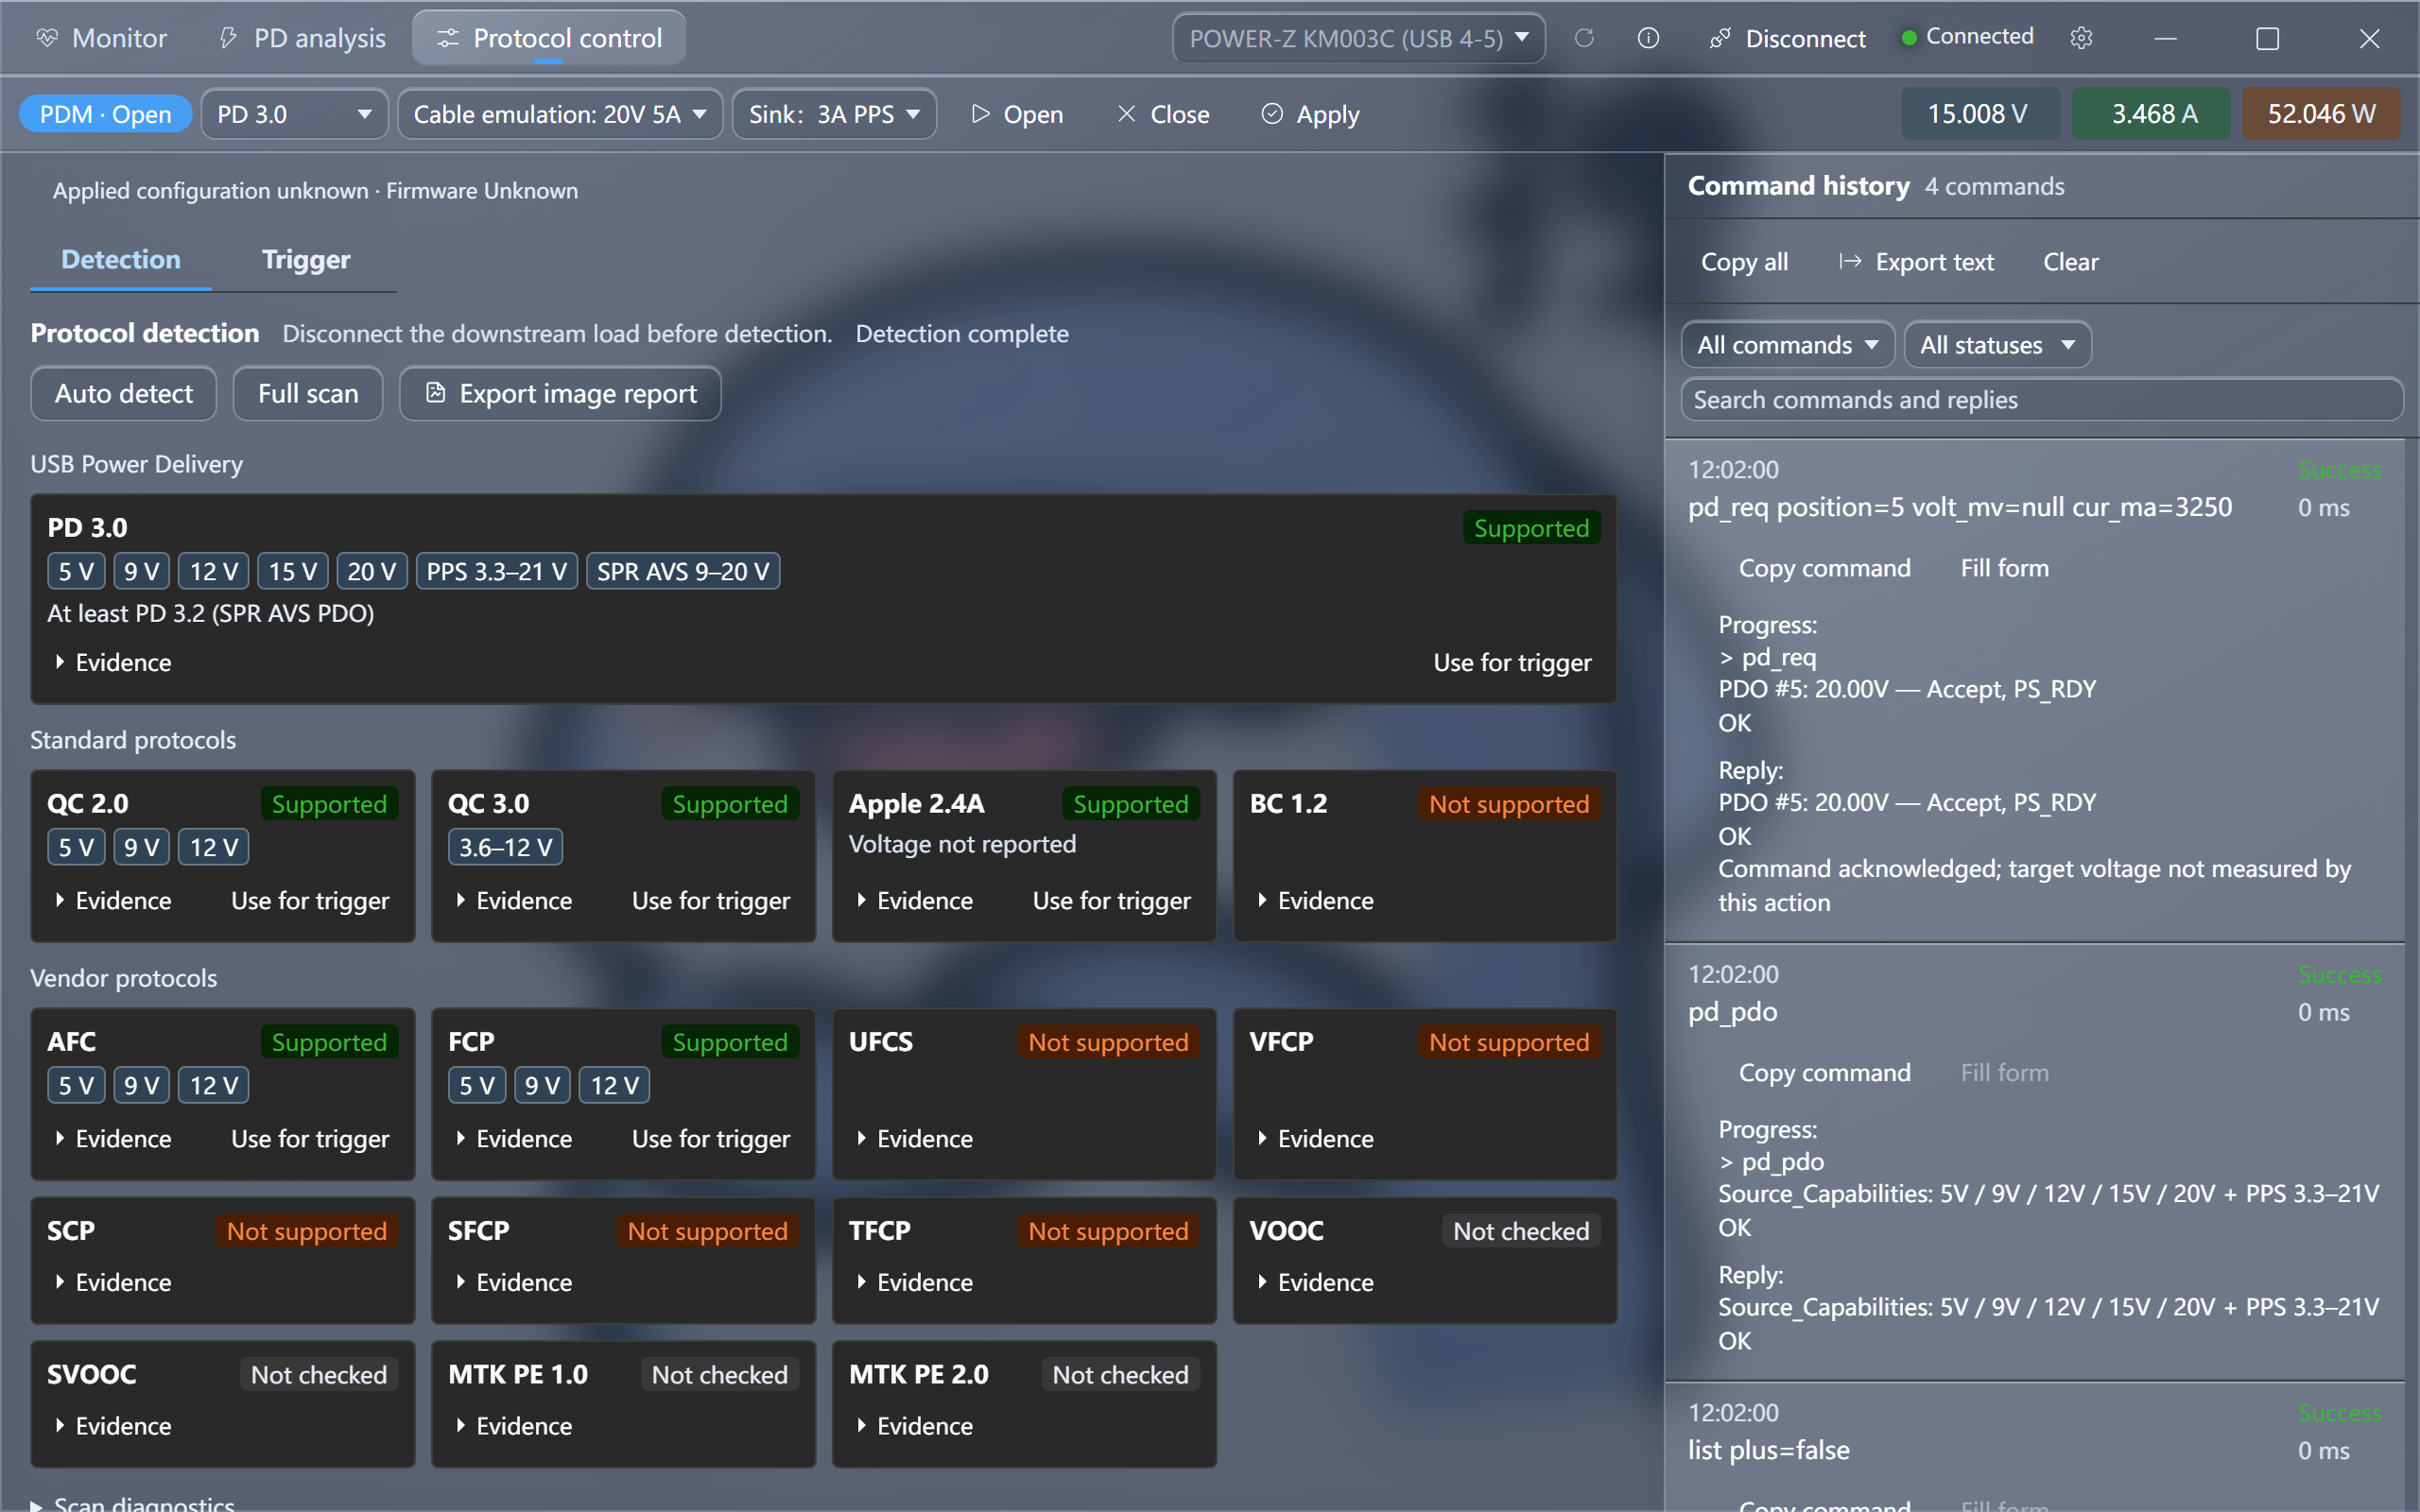 Monitor
PD analysis
Protocol control
POWER-Z KM003C (USB 4-5)
Disconnect
Connected
PDM · Open
PD 3.0
Cable emulation: 20V 5A
Sink: 3A PPS
Open
Close
Apply
15.008 V
3.468 A
52.046 W
Applied configuration unknown · Firmware Unknown
Detection
Trigger
Protocol detection Disconnect the downstream load before detection. Detection complete
Auto detect
Full scan
Export image report
USB Power Delivery
PD 3.0
Supported
5 V
9 V
12 V
15 V
20 V
PPS 3.3–21 V
SPR AVS 9–20 V
At least PD 3.2 (SPR AVS PDO)
Evidence
Use for trigger
Standard protocols
QC 2.0
Supported
5 V
9 V
12 V
Evidence
Use for trigger
QC 3.0
Supported
3.6–12 V
Evidence
Use for trigger
Apple 2.4A
Supported
Voltage not reported
Evidence
Use for trigger
BC 1.2
Not supported
Evidence
Vendor protocols
AFC
Supported
5 V
9 V
12 V
Evidence
Use for trigger
FCP
Supported
5 V
9 V
12 V
Evidence
Use for trigger
UFCS
Not supported
Evidence
VFCP
Not supported
Evidence
SCP
Not supported
Evidence
SFCP
Not supported
Evidence
TFCP
Not supported
Evidence
VOOC
Not checked
Evidence
SVOOC
Not checked
Evidence
MTK PE 1.0
Not checked
Evidence
MTK PE 2.0
Not checked
Evidence
Scan diagnostics
Command history 4 commands
Copy all
Export text
Clear
All commands
All statuses
Search commands and replies
12:02:00
Success
pd_req position=5 volt_mv=null cur_ma=3250
0 ms
Copy command
Fill form
Progress:
> pd_req
PDO #5: 20.00V — Accept, PS_RDY
OK
Reply:
PDO #5: 20.00V — Accept, PS_RDY
OK
Command acknowledged; target voltage not measured by
this action
12:02:00
Success
pd_pdo
0 ms
Copy command
Fill form
Progress:
> pd_pdo
Source_Capabilities: 5V / 9V / 12V / 15V / 20V + PPS 3.3–21V
OK
Reply:
Source_Capabilities: 5V / 9V / 12V / 15V / 20V + PPS 3.3–21V
OK
12:02:00
Success
list plus=false
0 ms
Copy command
Fill form